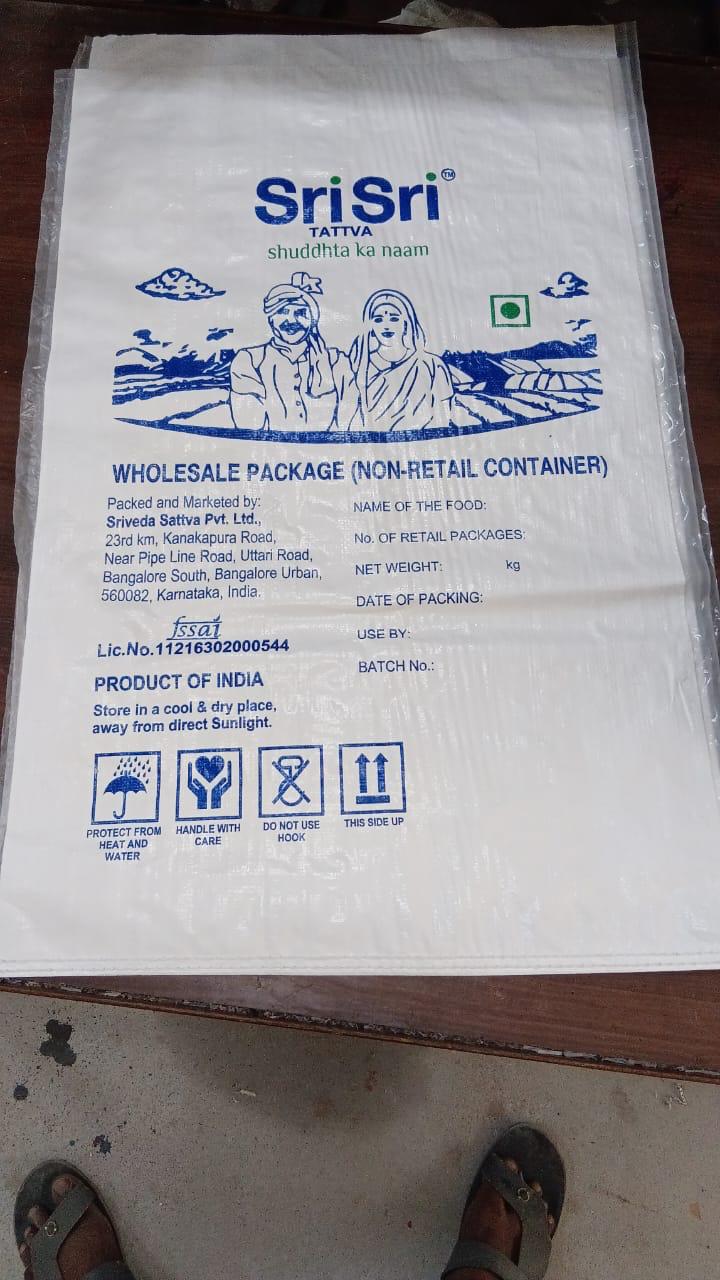 SriSri TM
TATTVA
shuddhta ka naam
WHOLESALE PACKAGE (NON-RETAIL CONTAINER)
Packed and Marketed by:
Sriveda Sattva Pvt. Ltd.,
23rd km, Kanakapura Road,
Near Pipe Line Road, Uttari Road,
Bangalore South, Bangalore Urban,
560082, Karnataka, India.
fssai
Lic.No.11216302000544
PRODUCT OF INDIA
Store in a cool & dry place,
away from direct Sunlight.
NAME OF THE FOOD:
No. OF RETAIL PACKAGES:
NET WEIGHT: kg
DATE OF PACKING:
USE BY:
BATCH No.:
PROTECT FROM
HEAT AND
WATER
HANDLE WITH
CARE
DO NOT USE
HOOK
THIS SIDE UP